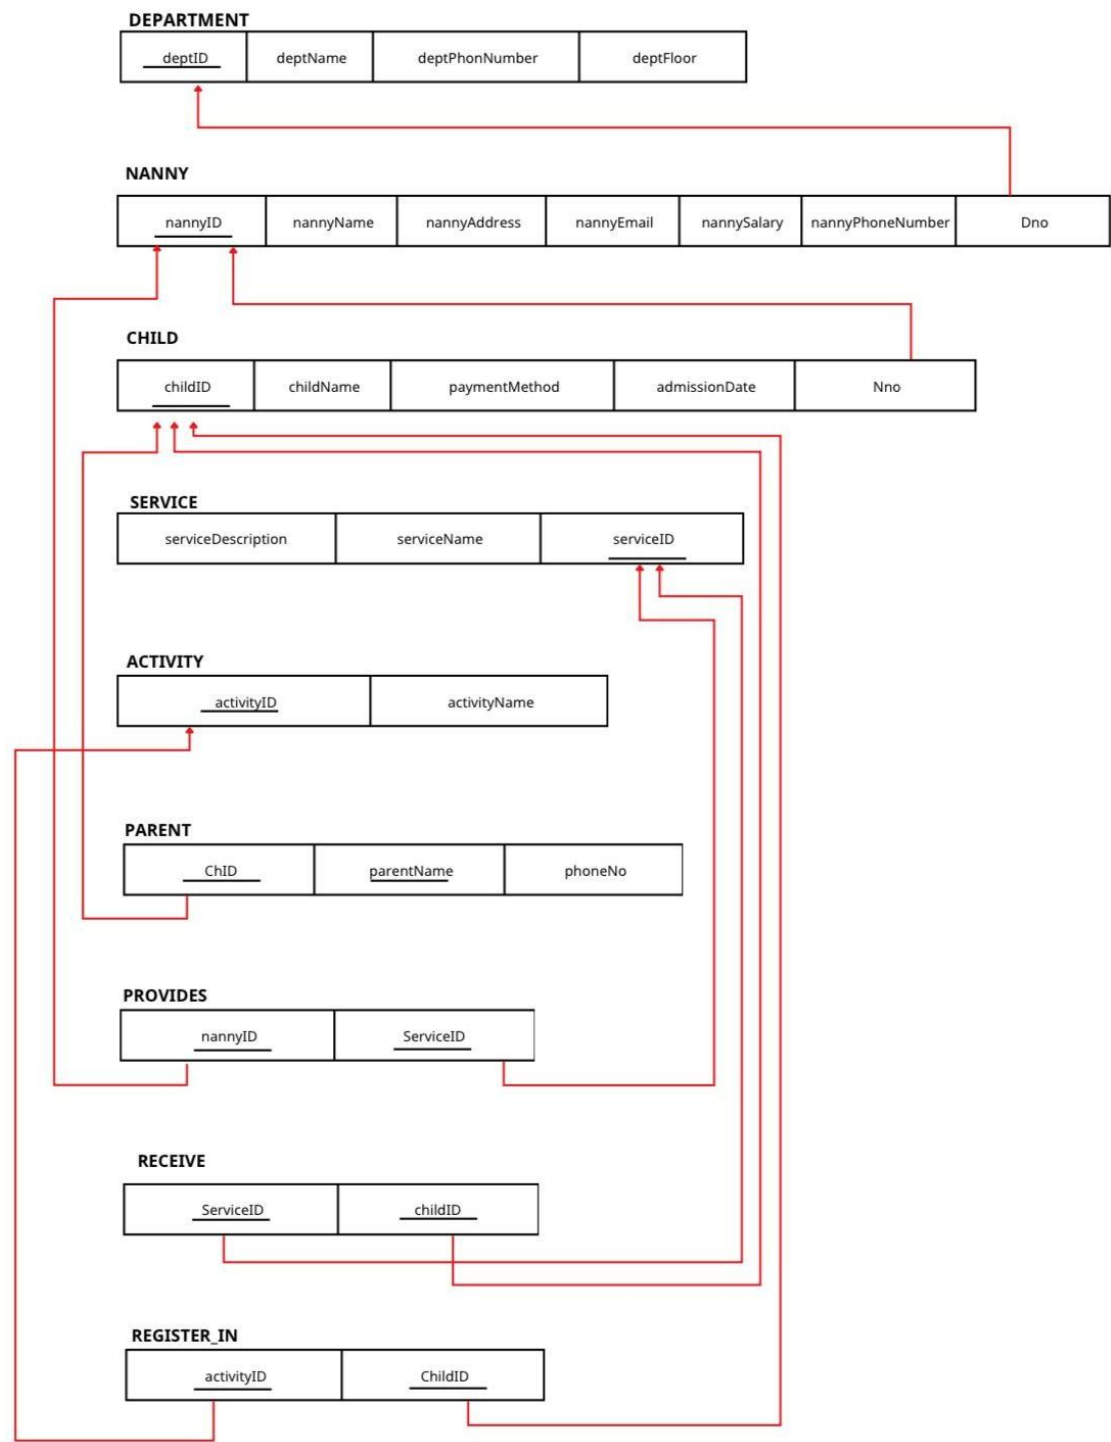 DEPARTMENT
deptID deptName deptPhonNumber deptFloor
NANNY
nannyID nannyName nannyAddress nannyEmail nannySalary nannyPhoneNumber Dno
CHILD
childID childName paymentMethod admissionDate Nno
SERVICE
serviceDescription serviceName serviceID
ACTIVITY
activityID activityName
PARENT
ChID parentName phoneNo
PROVIDES
nannyID ServiceID
RECEIVE
ServiceID childID
REGISTER_IN
activityID ChildID